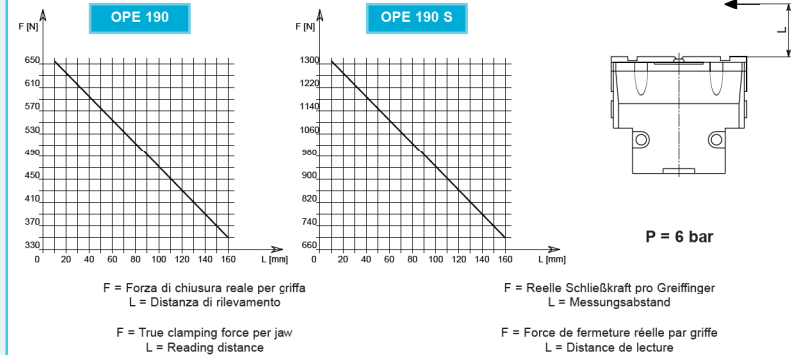 OPE 190
F [N]
650
610
570
530
490
450
410
370
330
0 20 40 60 80 100 120 140 160 L [mm]
OPE 190 S
F [N]
1300
1220
1140
1060
980
900
820
740
660
0 20 40 60 80 100 120 140 160 L [mm]
L
P = 6 bar
F = Forza di chiusura reale per griffa
L = Distanza di rilevamento
F = Reelle Schließkraft pro Greiffinger
L = Messungsabstand
F = True clamping force per jaw
L = Reading distance
F = Force de fermeture réelle par griffe
L = Distance de lecture